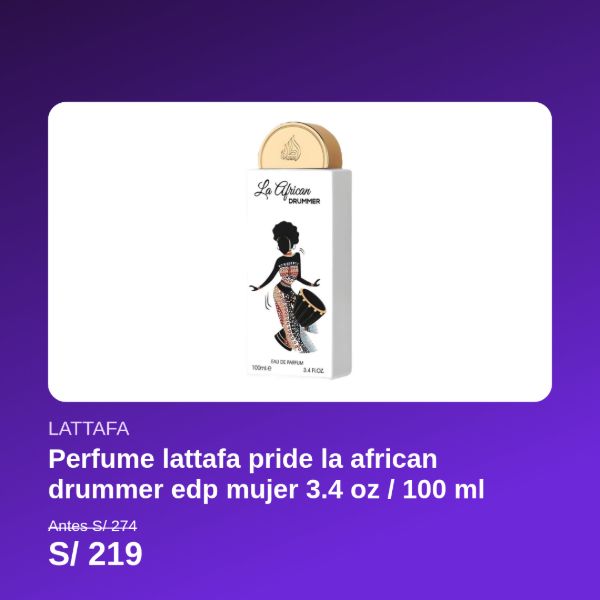 La African
DRUMMER
EAU DE PARFUM
100ml e 3.4 Fl.OZ.
LATTAFA
Perfume lattafa pride la african
drummer edp mujer 3.4 oz / 100 ml
Antes S/ 274
S/ 219